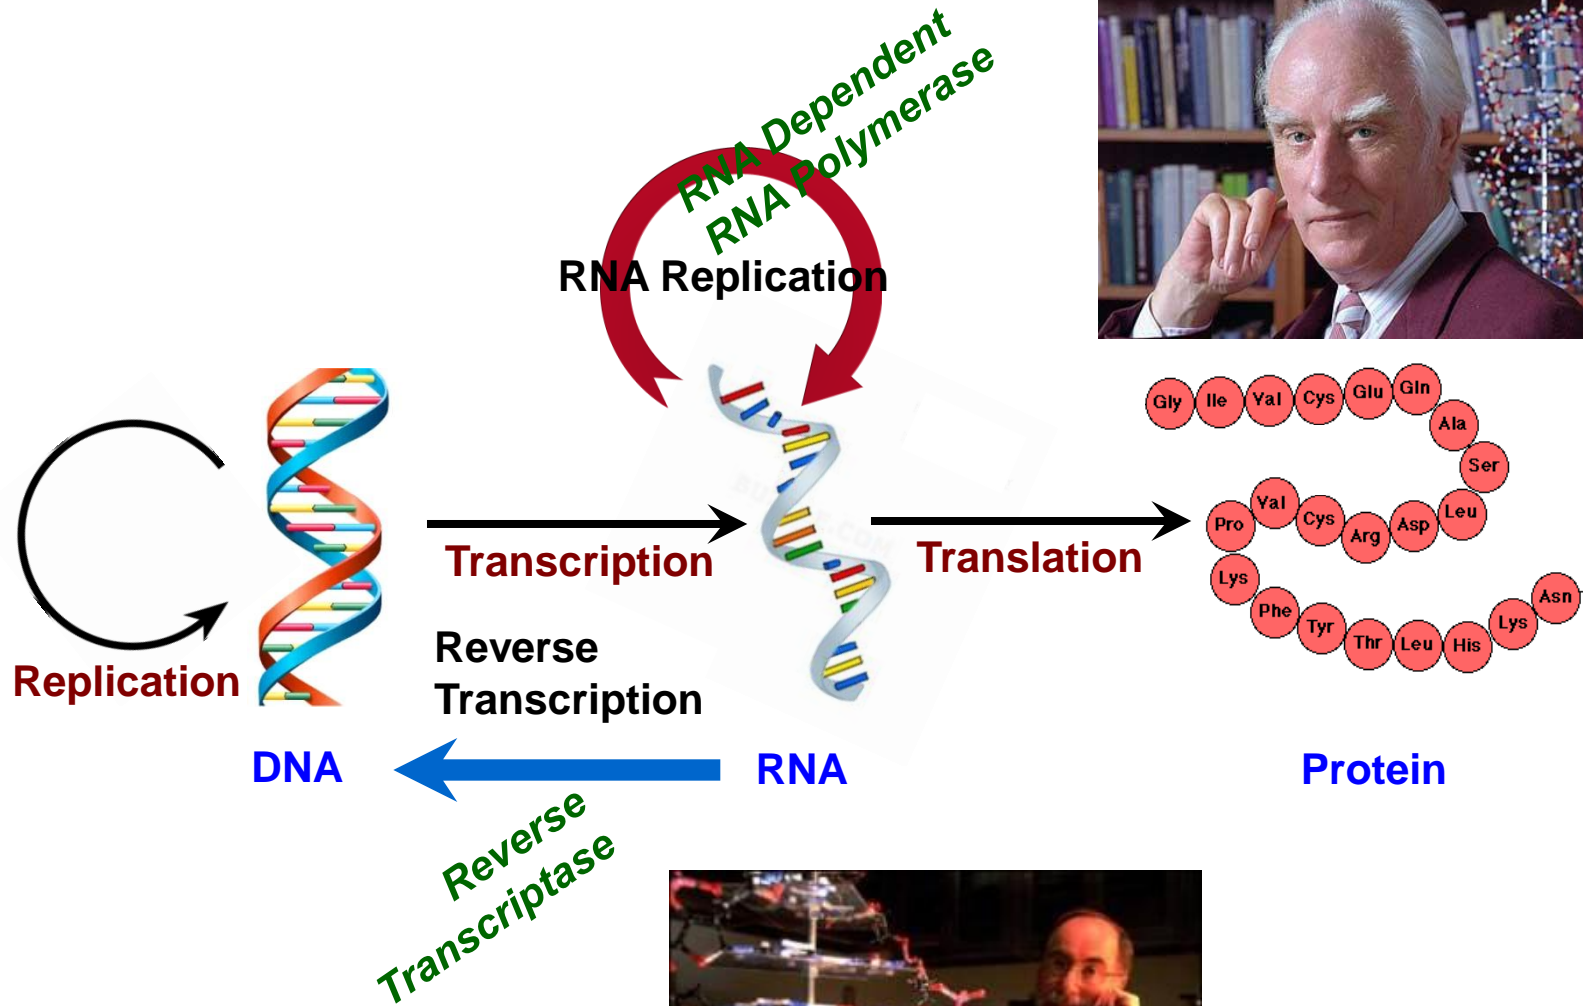 RNA Dependent
RNA Polymerase
RNA Replication
Gly Ile Val Cys Glu Gln
Ala
Ser
Leu
Asp
Arg
Cys
Val
Pro
Lys
Phe
Tyr
Thr
Leu
His
Lys
Asn
Transcription
Translation
Reverse
Transcription
Replication
DNA
RNA
Protein
Reverse
Transcriptase